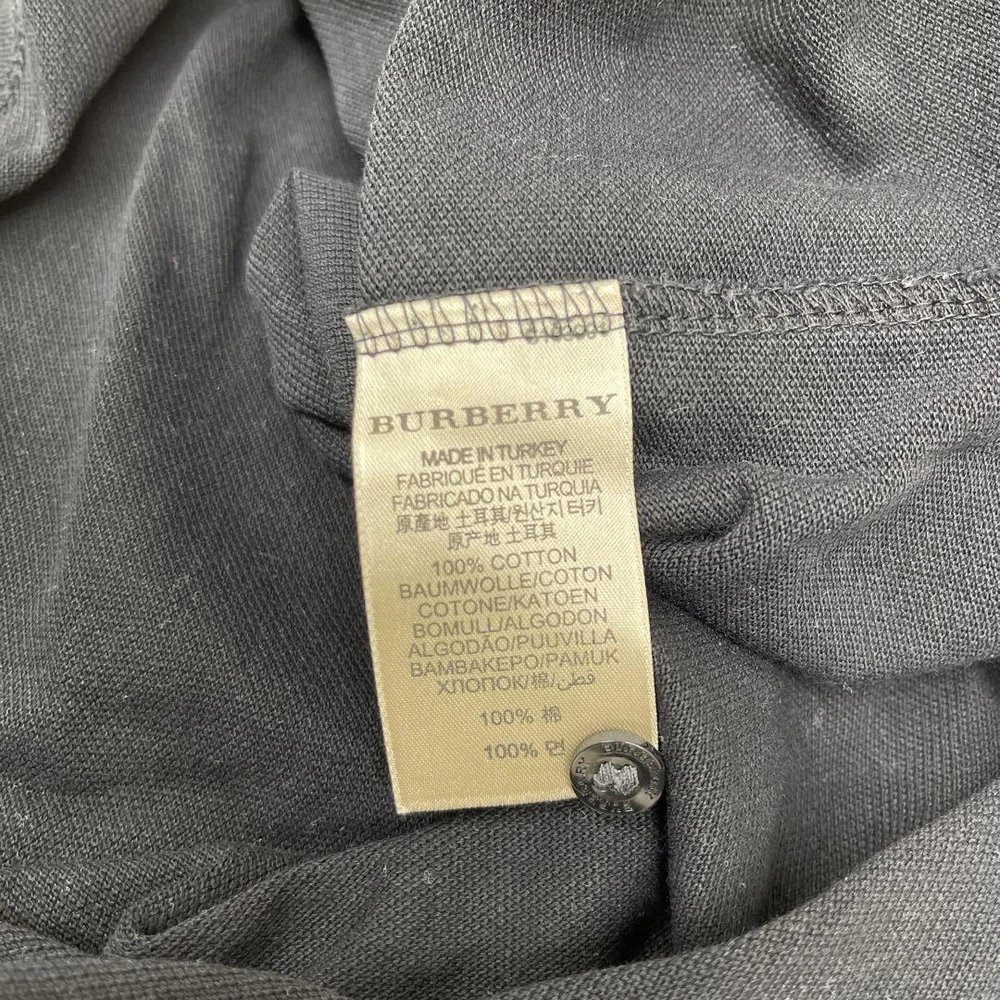 BURBERRY
MADE IN TURKEY
FABRIQUÉ EN TURQUIE
FABRICADO NA TURQUIA
原產地 土耳其/원산지 터키
原产地 土耳其
100% COTTON
BAUMWOLLE/COTON
COTONE/KATOEN
BOMULL/ALGODON
ALGODÃO/PUUVILLA
ΒΑΜΒΑΚΕΡΟ/PAMUK
ХЛОПОК/棉/قطن
100% 棉
100% 면